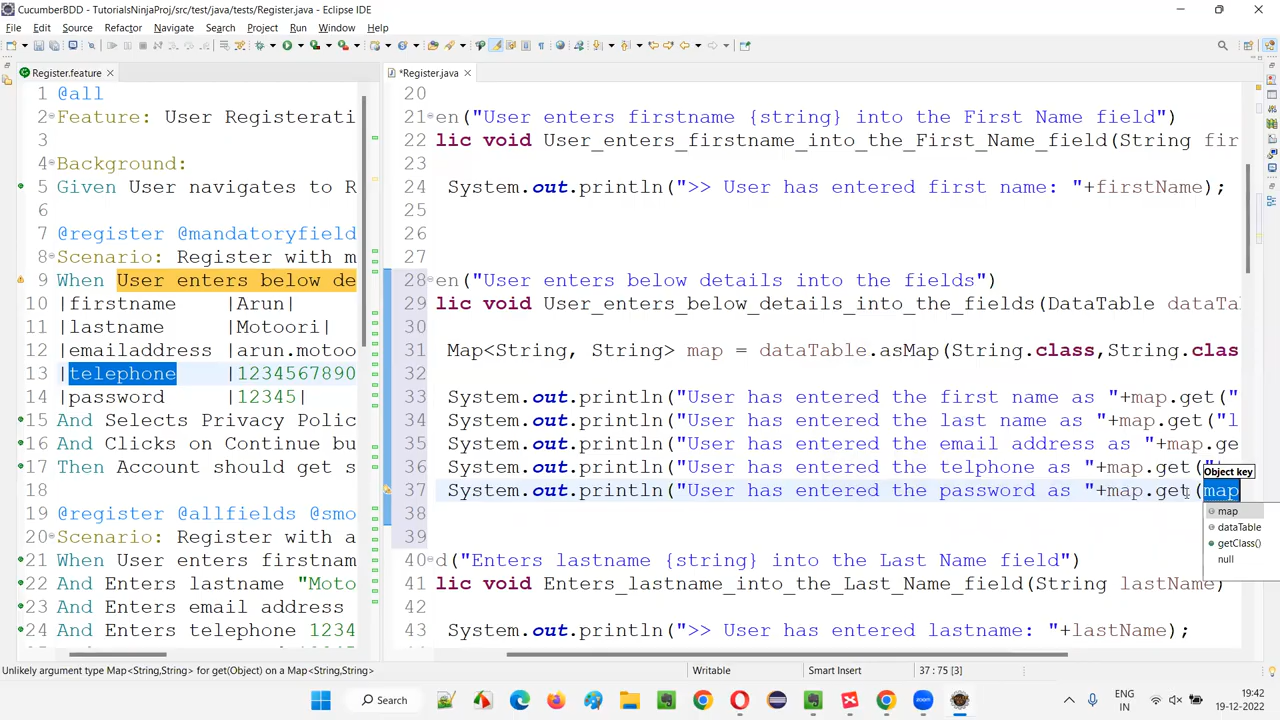 CucumberBDD - TutorialsNinjaProj/src/test/java/tests/Register.java - Eclipse IDE
File Edit Source Refactor Navigate Search Project Run Window Help
Register.feature
*Register.java
1 @all
2 Feature: User Registerati
3
4 Background:
5 Given User navigates to R
6
7 @register @mandatoryfield
8 Scenario: Register with m
9 When User enters below de
10 |firstname |Arun|
11 |lastname |Motoori|
12 |emailaddress |arun.motoo
13 |telephone |1234567890
14 |password |12345|
15 And Selects Privacy Polic
16 And Clicks on Continue bu
17 Then Account should get s
18
19 @register @allfields @smo
20 Scenario: Register with a
21 When User enters firstnam
22 And Enters lastname "Moto
23 And Enters email address
24 And Enters telephone 1234
20
21 en("User enters firstname {string} into the First Name field")
22 lic void User_enters_firstname_into_the_First_Name_field(String fir
23
24 System.out.println(">> User has entered first name: "+firstName);
25
26
27
28 en("User enters below details into the fields")
29 lic void User_enters_below_details_into_the_fields(DataTable dataTa
30
31 Map<String, String> map = dataTable.asMap(String.class,String.clas
32
33 System.out.println("User has entered the first name as "+map.get("
34 System.out.println("User has entered the last name as "+map.get("l
35 System.out.println("User has entered the email address as "+map.ge
36 System.out.println("User has entered the telphone as "+map.get("
37 System.out.println("User has entered the password as "+map.get(map
38
39
40 d("Enters lastname {string} into the Last Name field")
41 lic void Enters_lastname_into_the_Last_Name_field(String lastName)
42
43 System.out.println(">> User has entered lastname: "+lastName);
Object key
map
dataTable
getClass()
null
Unlikely argument type Map<String,String> for get(Object) on a Map<String,String>
Writable
Smart Insert
37 : 75 [3]
Search
zoom
ENG
IN
19:42
19-12-2022